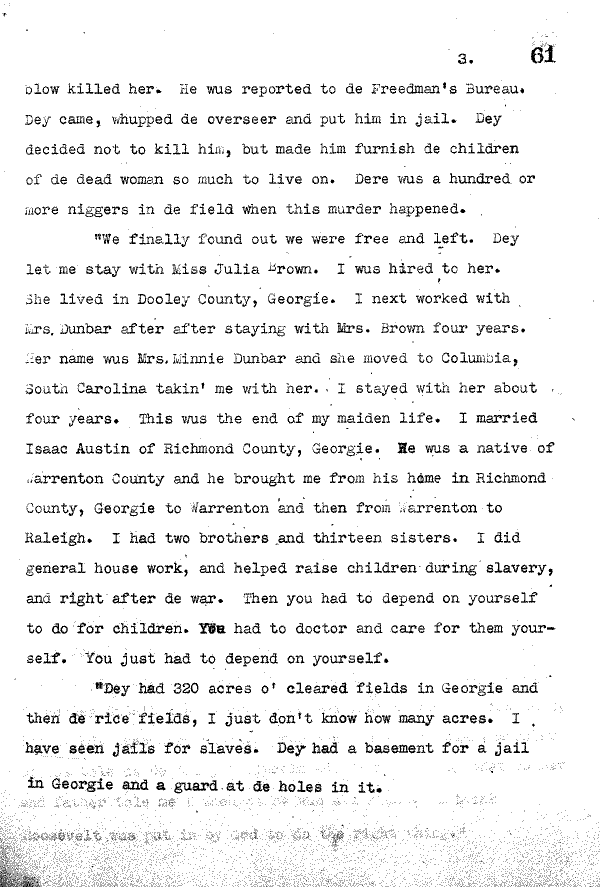 3. 61
blow killed her. He wus reported to de Freedman's Bureau.
Dey came, whupped de overseer and put him in jail. Dey
decided not to kill him, but made him furnish de children
of de dead woman so much to live on. Dere wus a hundred or
more niggers in de field when this murder happened.
"We finally found out we were free and left. Dey
let me stay with Miss Julia Brown. I wus hired to her.
She lived in Dooley County, Georgie. I next worked with
Mrs. Dunbar after after staying with Mrs. Brown four years.
Her name wus Mrs. Minnie Dunbar and she moved to Columbia,
South Carolina takin' me with her. I stayed with her about
four years. This wus the end of my maiden life. I married
Isaac Austin of Richmond County, Georgie. He wus a native of
Warrenton County and he brought me from his home in Richmond
County, Georgie to Warrenton and then from Warrenton to
Raleigh. I had two brothers and thirteen sisters. I did
general house work, and helped raise children during slavery,
and right after de war. Then you had to depend on yourself
to do for children. You had to doctor and care for them your-
self. You just had to depend on yourself.
"Dey had 320 acres o' cleared fields in Georgie and
then de rice fields, I just don't know how many acres. I
have seen jails for slaves. Dey had a basement for a jail
in Georgie and a guard at de holes in it.
and father tole me
Roosevelt wus put in by God to do the right thing."